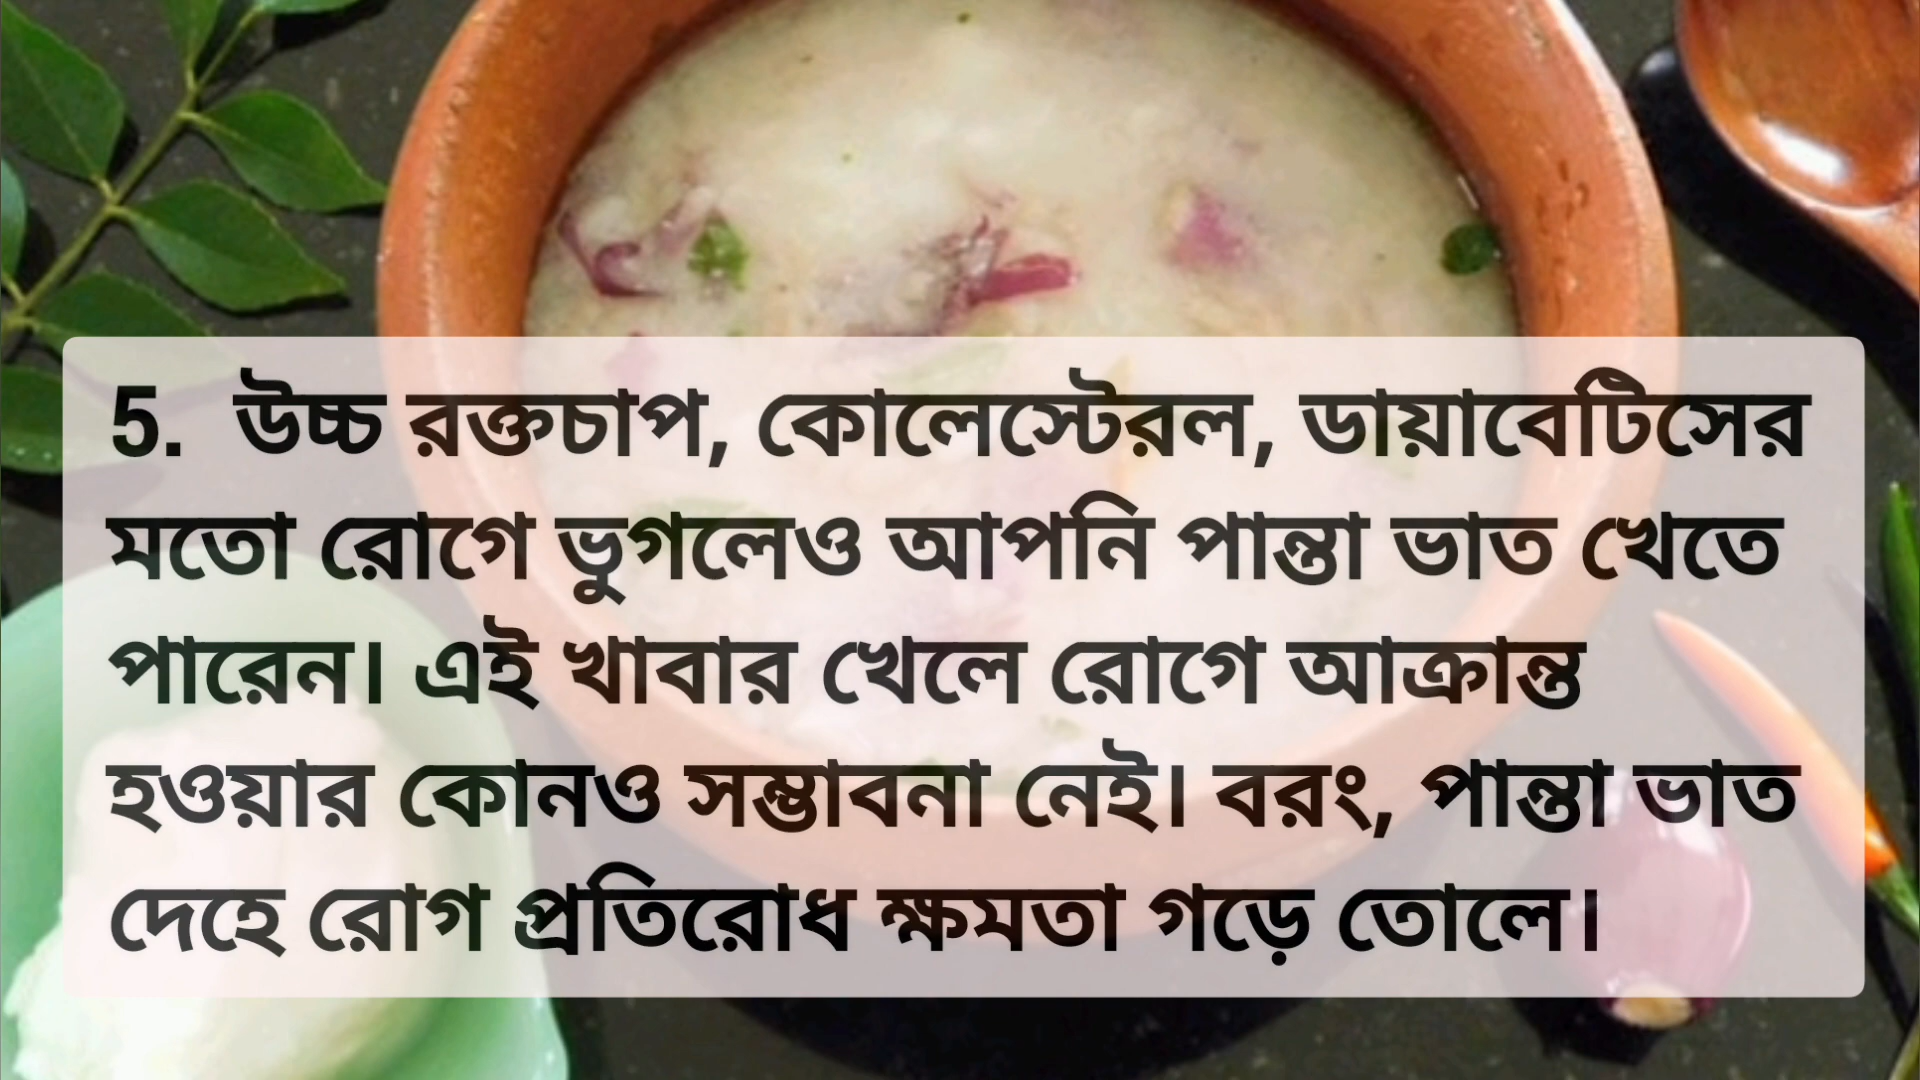 5. উচ্চ রক্তচাপ, কোলেস্টেরল, ডায়াবেটিসের
মতো রোগে ভুগলেও আপনি পান্তা ভাত খেতে
পারেন। এই খাবার খেলে রোগে আক্রান্ত
হওয়ার কোনও সম্ভাবনা নেই। বরং, পান্তা ভাত
দেহে রোগ প্রতিরোধ ক্ষমতা গড়ে তোলে।